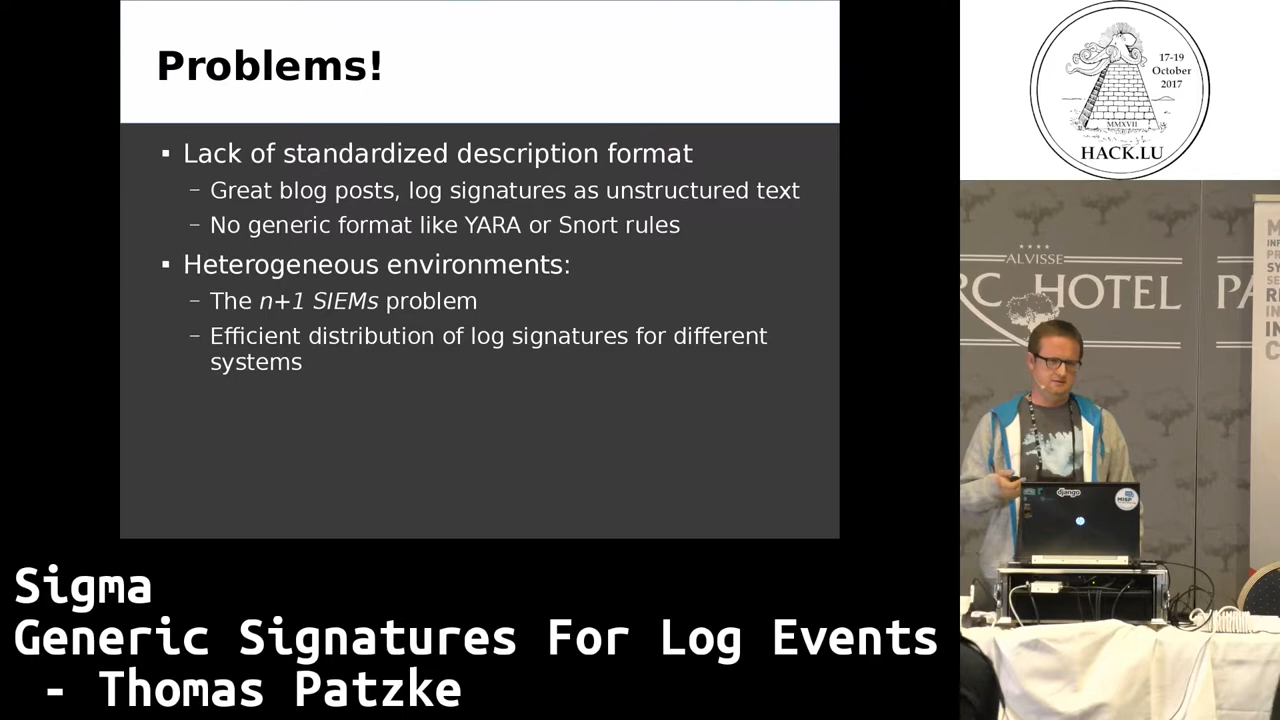 Problems!
▪ Lack of standardized description format
– Great blog posts, log signatures as unstructured text
– No generic format like YARA or Snort rules
▪ Heterogeneous environments:
– The n+1 SIEMs problem
– Efficient distribution of log signatures for different
systems
Sigma
Generic Signatures For Log Events
- Thomas Patzke
17-19
October
2017
MMXVII
HACK.LU
★★★★
ALVISSE
RC HOTEL PA
django
MISP